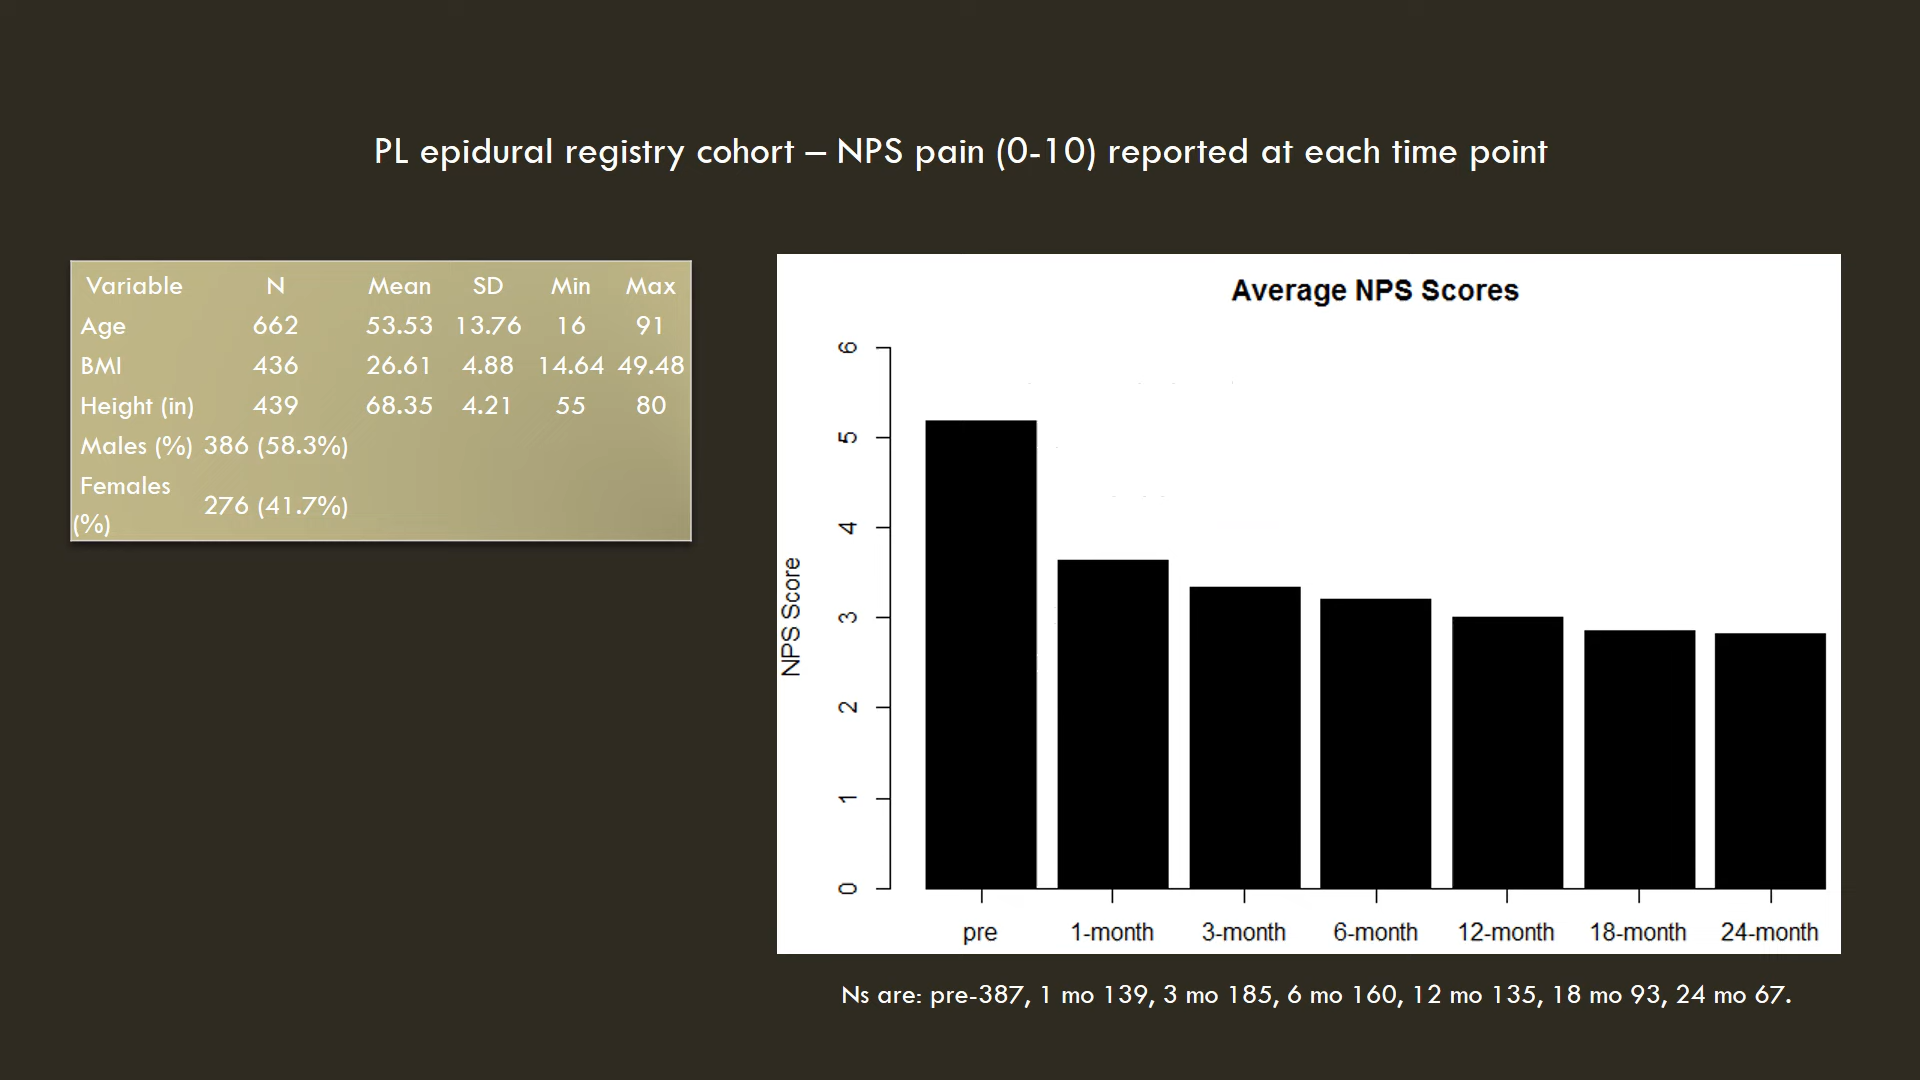 PL epidural registry cohort – NPS pain (0-10) reported at each time point
Variable N Mean SD Min Max
Age 662 53.53 13.76 16 91
BMI 436 26.61 4.88 14.64 49.48
Height (in) 439 68.35 4.21 55 80
Males (%) 386 (58.3%)
Females (%) 276 (41.7%)
Average NPS Scores
NPS Score
6
5
4
3
2
1
0
pre 1-month 3-month 6-month 12-month 18-month 24-month
Ns are: pre-387, 1 mo 139, 3 mo 185, 6 mo 160, 12 mo 135, 18 mo 93, 24 mo 67.